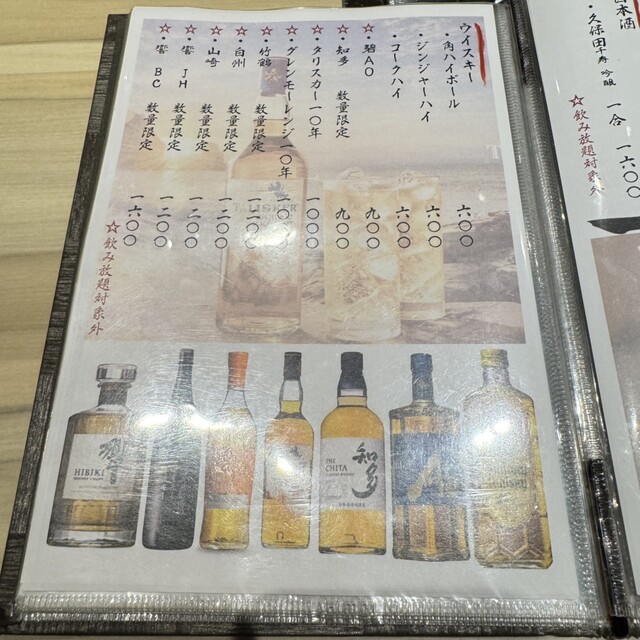 日本酒
・久保田 千寿 吟醸 一合 一六〇〇
☆飲み放題対象外
ウイスキー
・角ハイボール 六〇〇
・ジンジャーハイ 六〇〇
・コークハイ 六〇〇
・碧AO 九〇〇
☆・知多 数量限定 九〇〇
☆・タリスカー一〇年 一〇〇〇
☆・グレンモーレンジ一〇年 一〇〇〇
☆・竹鶴 数量限定 一二〇〇
☆・白州 数量限定 一二〇〇
☆・山崎 数量限定 一二〇〇
☆・響 JH 数量限定 一二〇〇
☆・響 BC 数量限定 一六〇〇
☆飲み放題対象外
響
HIBIKI
THE
CHITA
知多